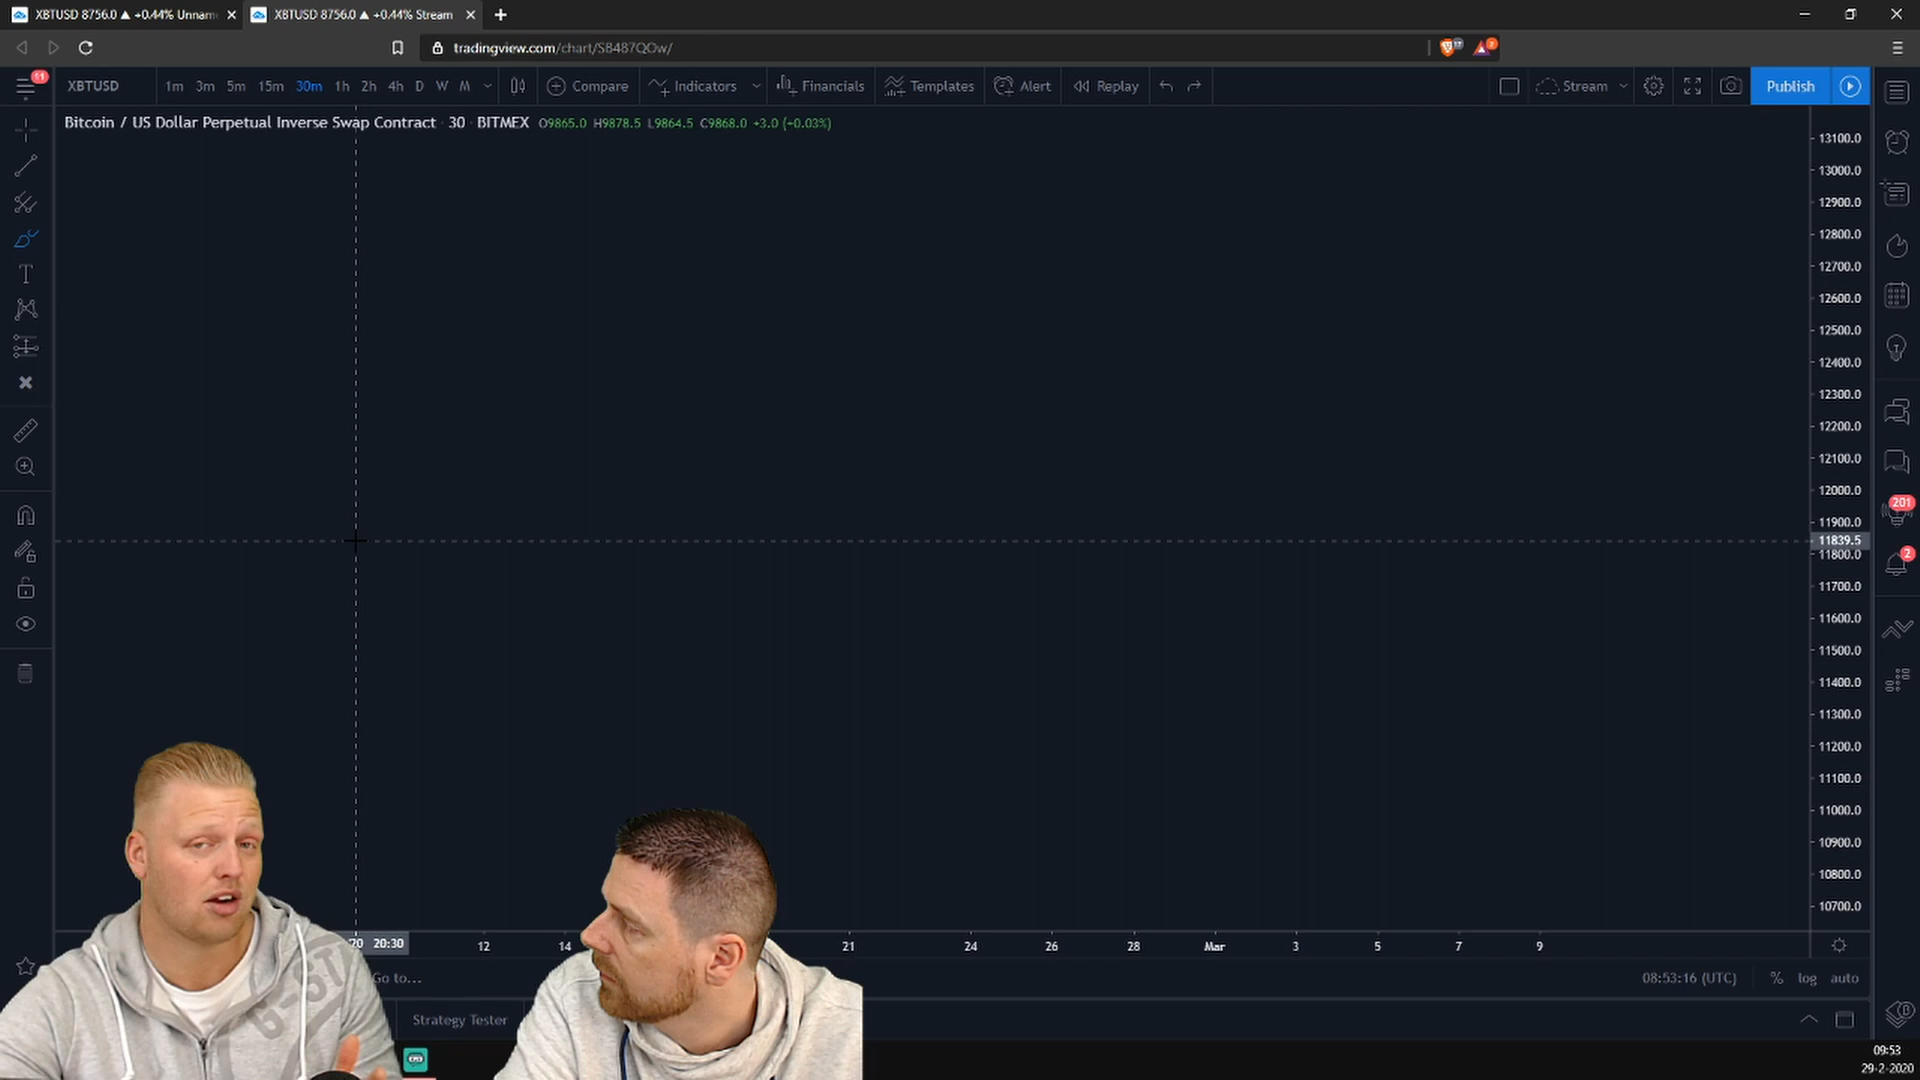 XBTUSD 8756.0 ▲ +0.44% Unnam
XBTUSD 8756.0 ▲ +0.44% Stream
tradingview.com/chart/SB487QOw/
17
2
11
XBTUSD
1m 3m 5m 15m 30m 1h 2h 4h D W M
Compare
Indicators
Financials
Templates
Alert
Replay
Stream
Publish
Bitcoin / US Dollar Perpetual Inverse Swap Contract · 30 · BITMEX O9865.0 H9878.5 L9864.5 C9868.0 +3.0 (+0.03%)
13100.0
13000.0
12900.0
12800.0
12700.0
12600.0
12500.0
12400.0
12300.0
12200.0
12100.0
12000.0
11900.0
11839.5
11800.0
11700.0
11600.0
11500.0
11400.0
11300.0
11200.0
11100.0
11000.0
10900.0
10800.0
10700.0
201
2
20 20:30 12 14 21 24 26 28 Mar 3 5 7 9
Go to...
08:53:16 (UTC) % log auto
Strategy Tester
09:53
29-2-2020